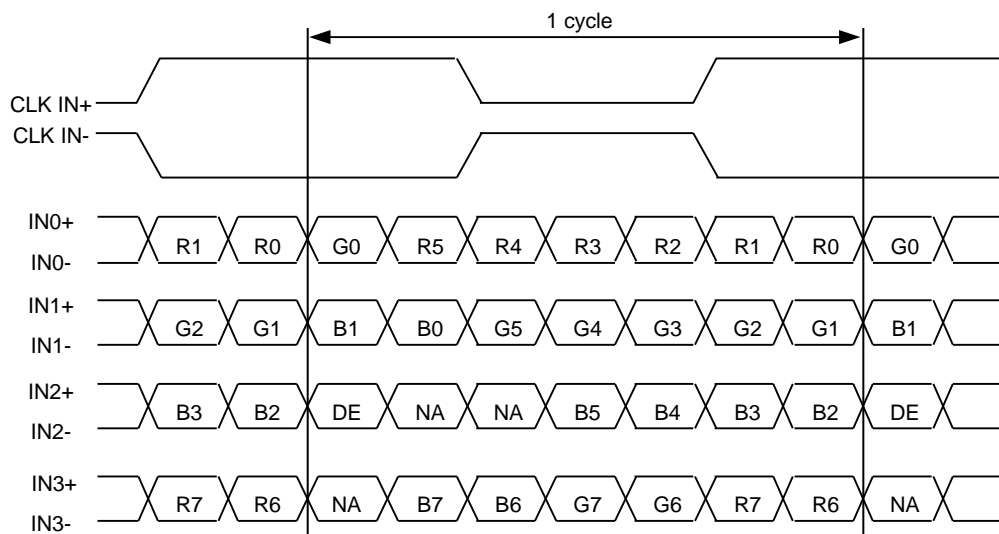 1 cycle
CLK IN+
CLK IN-
IN0+
R1 R0 G0 R5 R4 R3 R2 R1 R0 G0
IN0-
IN1+
G2 G1 B1 B0 G5 G4 G3 G2 G1 B1
IN1-
IN2+
B3 B2 DE NA NA B5 B4 B3 B2 DE
IN2-
IN3+
R7 R6 NA B7 B6 G7 G6 R7 R6 NA
IN3-